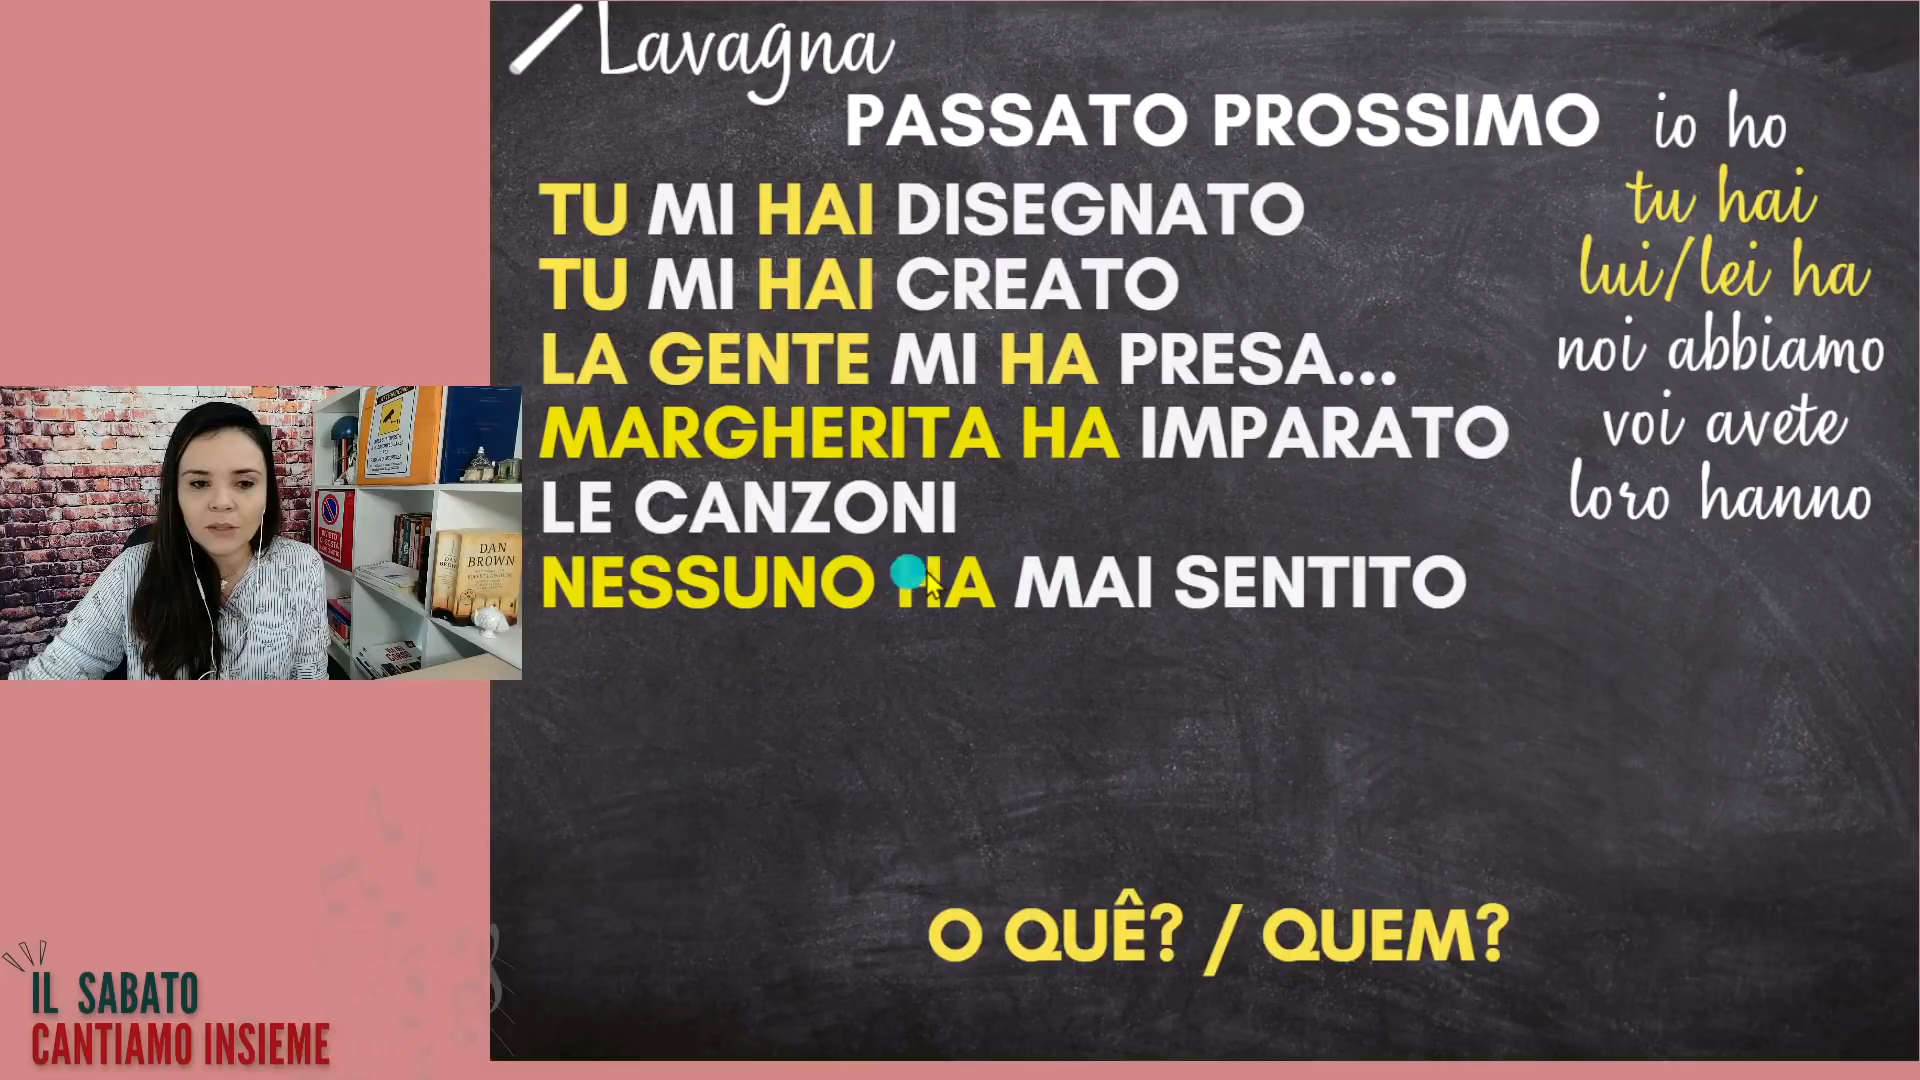 Lavagna
PASSATO PROSSIMO
TU MI HAI DISEGNATO
TU MI HAI CREATO
LA GENTE MI HA PRESA...
MARGHERITA HA IMPARATO
LE CANZONI
NESSUNO HA MAI SENTITO
io ho
tu hai
lui/lei ha
noi abbiamo
voi avete
loro hanno
O QUÊ? / QUEM?
DAN
BROWN
IL SABATO
CANTIAMO INSIEME